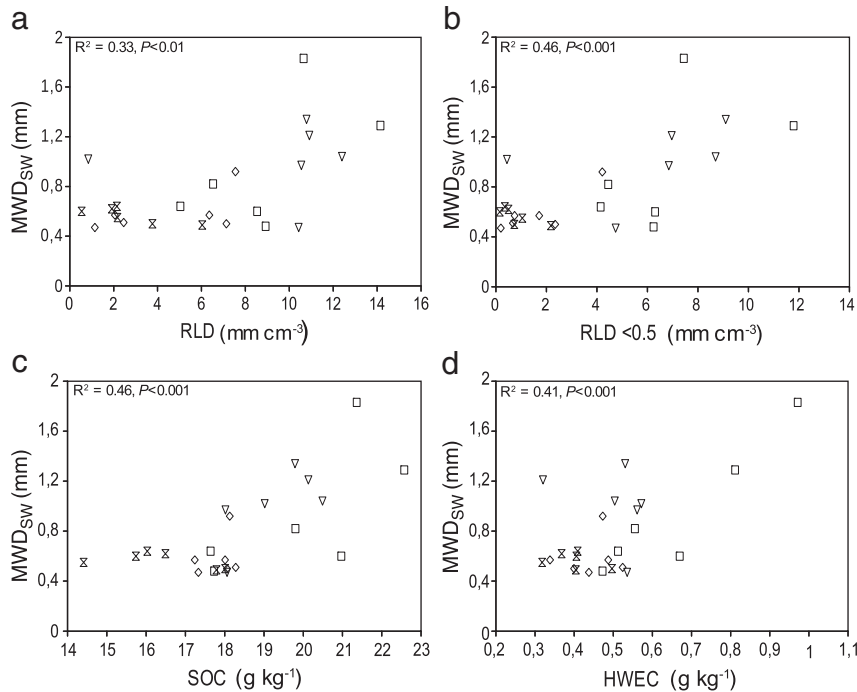 a
R² = 0.33, P<0.01
2
1,6
1,2
0,8
0,4
0
MWD_SW (mm)
0 2 4 6 8 10 12 14 16
RLD (mm cm⁻³)
b
R² = 0.46, P<0.001
2
1,6
1,2
0,8
0,4
0
MWD_SW (mm)
0 2 4 6 8 10 12 14
RLD <0.5 (mm cm⁻³)
c
R² = 0.46, P<0.001
2
1,6
1,2
0,8
0,4
0
MWD_SW (mm)
14 15 16 17 18 19 20 21 22 23
SOC (g kg⁻¹)
d
R² = 0.41, P<0.001
2
1,6
1,2
0,8
0,4
0
MWD_SW (mm)
0,2 0,3 0,4 0,5 0,6 0,7 0,8 0,9 1 1,1
HWEC (g kg⁻¹)